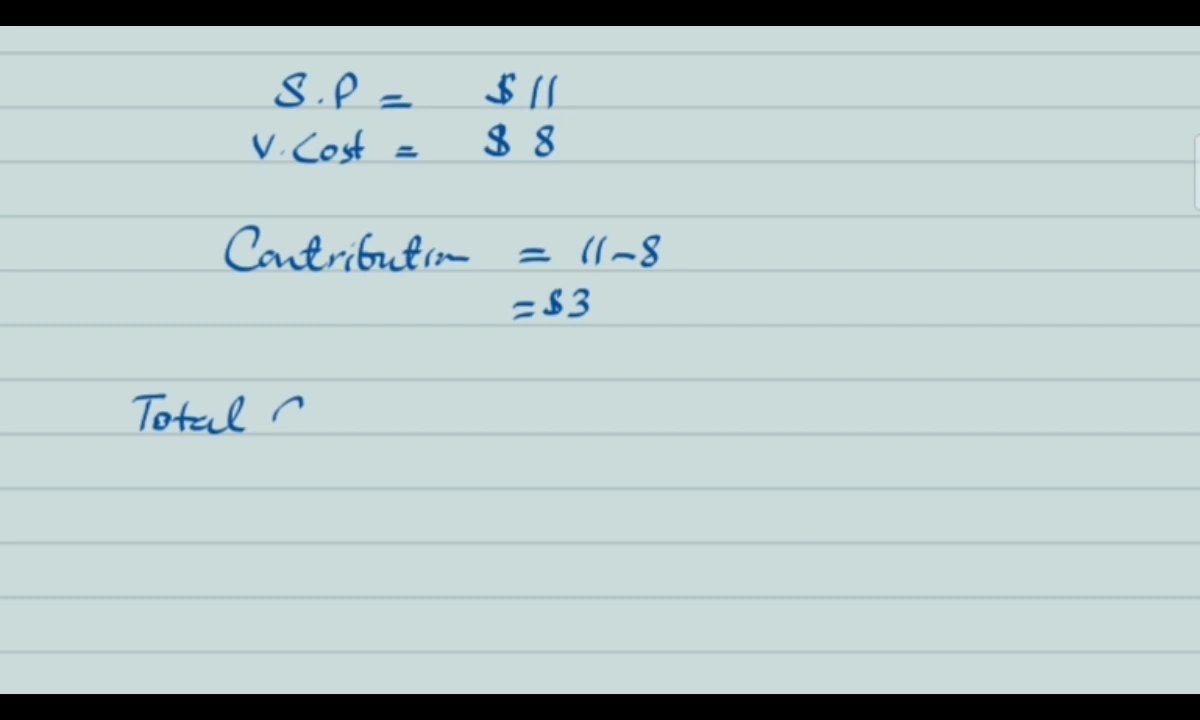 S.P = $ 11
V. Cost = $ 8
Contribution = 11-8
= $3
Total C